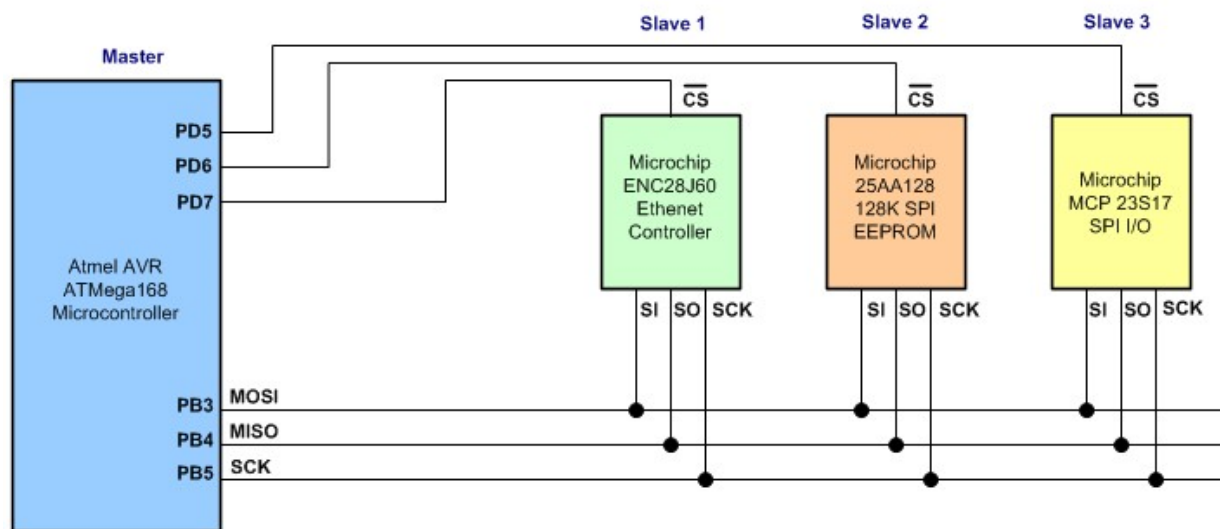 Slave 1
Slave 2
Slave 3
Master
CS
CS
CS
PD5
PD6
PD7
Microchip
ENC28J60
Ethenet
Controller
Microchip
25AA128
128K SPI
EEPROM
Microchip
MCP 23S17
SPI I/O
Atmel AVR
ATMega168
Microcontroller
SI
SO
SCK
SI
SO
SCK
SI
SO
SCK
PB3
MOSI
PB4
MISO
PB5
SCK